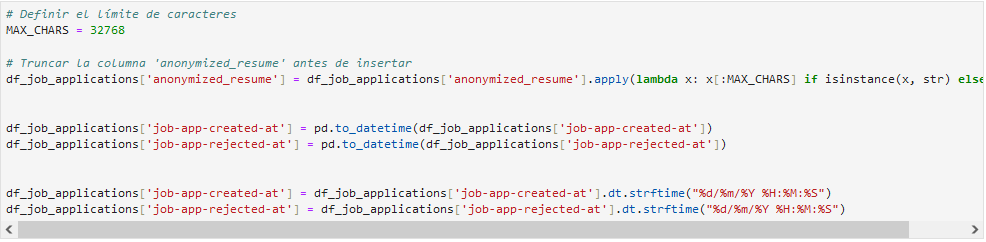 # Definir el límite de caracteres
MAX_CHARS = 32768
# Truncar la columna 'anonymized_resume' antes de insertar
df_job_applications['anonymized_resume'] = df_job_applications['anonymized_resume'].apply(lambda x: x[:MAX_CHARS] if isinstance(x, str) else
df_job_applications['job-app-created-at'] = pd.to_datetime(df_job_applications['job-app-created-at'])
df_job_applications['job-app-rejected-at'] = pd.to_datetime(df_job_applications['job-app-rejected-at'])
df_job_applications['job-app-created-at'] = df_job_applications['job-app-created-at'].dt.strftime("%d/%m/%Y %H:%M:%S")
df_job_applications['job-app-rejected-at'] = df_job_applications['job-app-rejected-at'].dt.strftime("%d/%m/%Y %H:%M:%S")